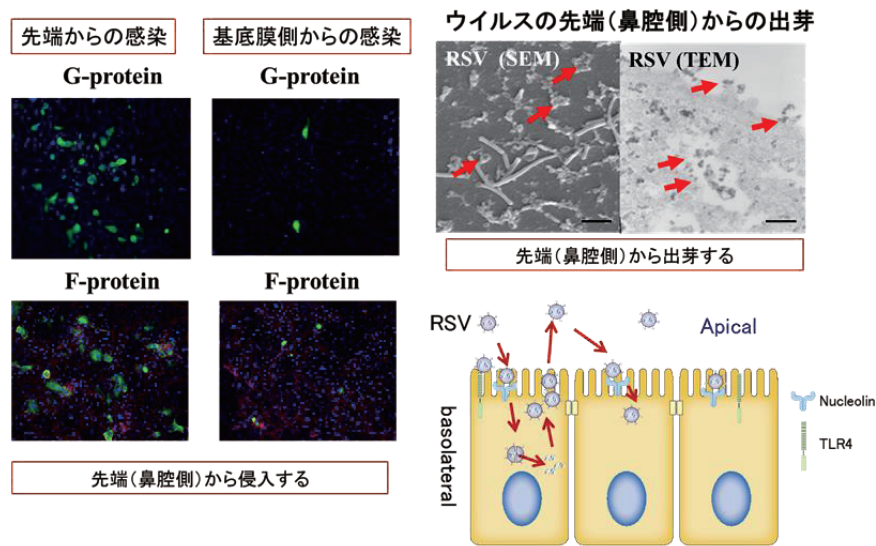 先端からの感染
基底膜側からの感染
G-protein
G-protein
F-protein
F-protein
先端(鼻腔側)から侵入する
ウイルスの先端(鼻腔側)からの出芽
RSV (SEM)
RSV (TEM)
先端(鼻腔側)から出芽する
RSV
Apical
basolateral
Nucleolin
TLR4